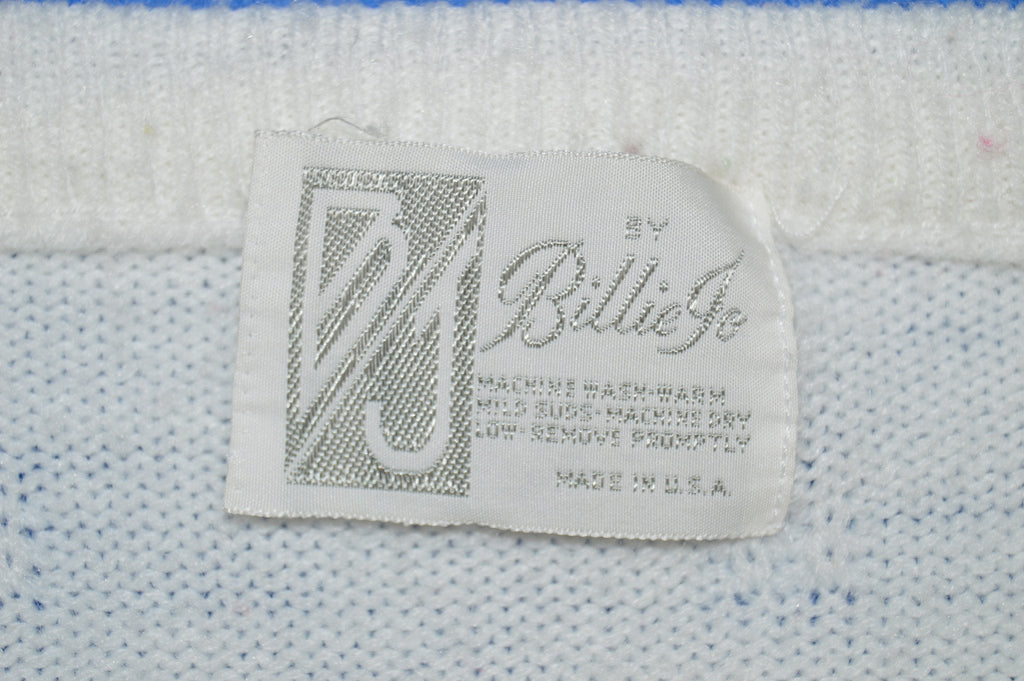 BJ
BY
Billie Jo
MACHINE WASH-WARM
MILD SUDS-MACHINE DRY
LOW-REMOVE PROMPTLY
MADE IN U.S.A.